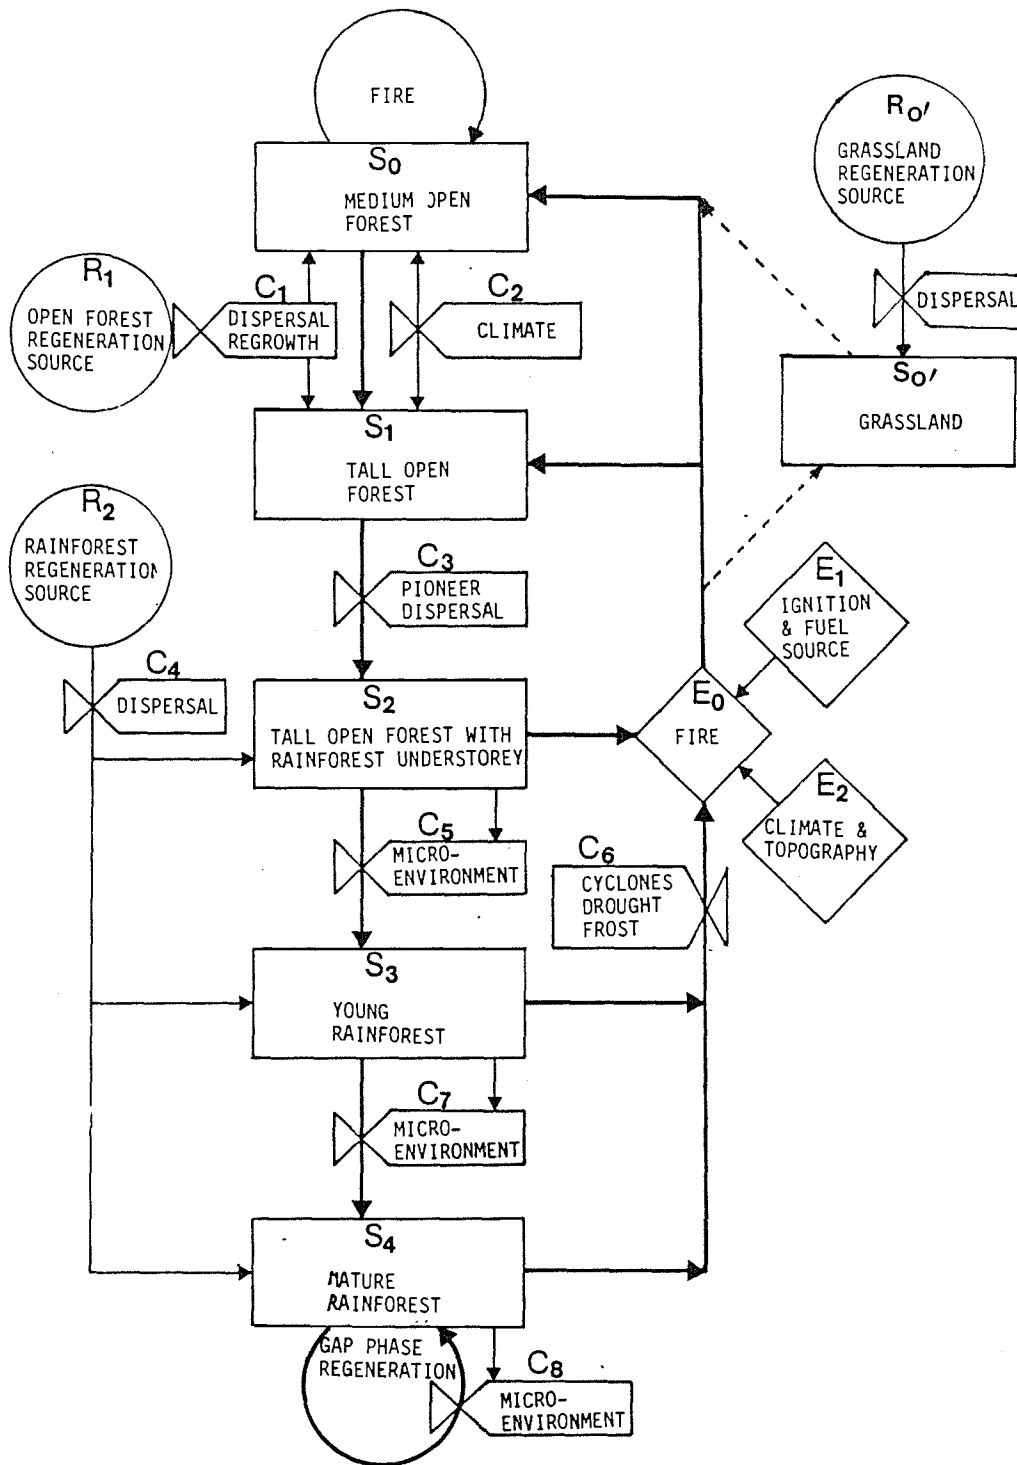 FIRE
S0
MEDIUM OPEN
FOREST
R0'
GRASSLAND
REGENERATION
SOURCE
R1
OPEN FOREST
REGENERATION
SOURCE
C1
DISPERSAL
REGROWTH
C2
CLIMATE
DISPERSAL
S0'
GRASSLAND
S1
TALL OPEN
FOREST
R2
RAINFOREST
REGENERATION
SOURCE
C3
PIONEER
DISPERSAL
E1
IGNITION
& FUEL
SOURCE
C4
DISPERSAL
S2
TALL OPEN FOREST WITH
RAINFOREST UNDERSTOREY
E0
FIRE
E2
CLIMATE &
TOPOGRAPHY
C5
MICRO-
ENVIRONMENT
C6
CYCLONES
DROUGHT
FROST
S3
YOUNG
RAINFOREST
C7
MICRO-
ENVIRONMENT
S4
MATURE
RAINFOREST
GAP PHASE
REGENERATION
C8
MICRO-
ENVIRONMENT